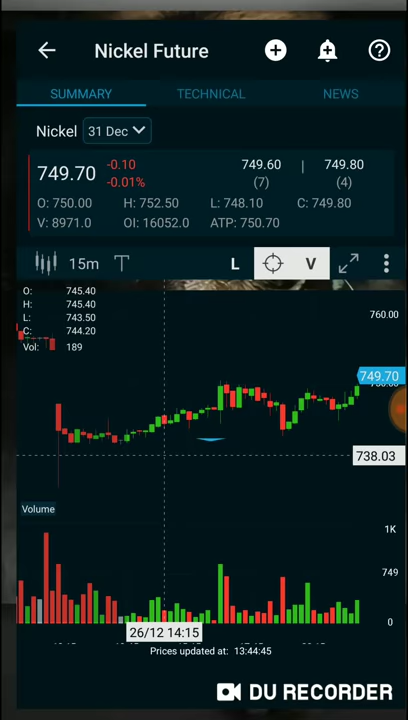 Nickel Future
SUMMARY TECHNICAL NEWS
Nickel 31 Dec
749.70 -0.10 -0.01% 749.60 (7) | 749.80 (4)
O: 750.00 H: 752.50 L: 748.10 C: 749.80
V: 8971.0 OI: 16052.0 ATP: 750.70
15m T L V
O: 745.40
H: 745.40
L: 743.50
C: 744.20
Vol: 189
760.00
749.70
738.03
Volume
1K
749
0
26/12 14:15
Prices updated at: 13:44:45
DU RECORDER